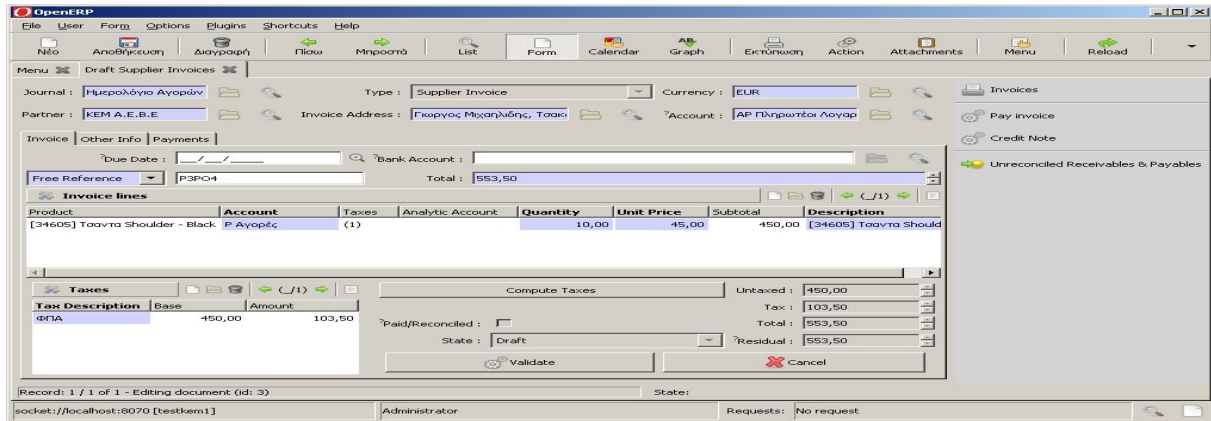 OpenERP
File User Form Options Plugins Shortcuts Help
Νέο Αποθήκευση Διαγραφή Πίσω Μπροστά List Form Calendar Graph Εκτύπωση Action Attachments Menu Reload
Menu Draft Supplier Invoices
Journal : Ημερολόγιο Αγορών Type : Supplier Invoice Currency : EUR Invoices
Partner : KEM A.E.B.E Invoice Address : Γιωργος Μιχαηλιδης, Τσακι ?Account : ΑΡ Πληρωτέοι Λογαρ Pay invoice
Credit Note
Invoice Other Info Payments
?Due Date : __/__/____ ?Bank Account : Unreconciled Receivables & Payables
Free Reference P3PO4 Total : 553,50
Invoice lines (_/1)
Product Account Taxes Analytic Account Quantity Unit Price Subtotal Description
[34605] Τσαντα Shoulder - Black P Αγορές (1) 10,00 45,00 450,00 [34605] Τσαντα Should
Taxes (_/1) Compute Taxes Untaxed : 450,00
Tax Description Base Amount Tax : 103,50
ΦΠΑ 450,00 103,50 ?Paid/Reconciled : Total : 553,50
State : Draft ?Residual : 553,50
Validate Cancel
Record: 1 / 1 of 1 - Editing document (id: 3) State:
socket://localhost:8070 [testkem1] Administrator Requests: No request